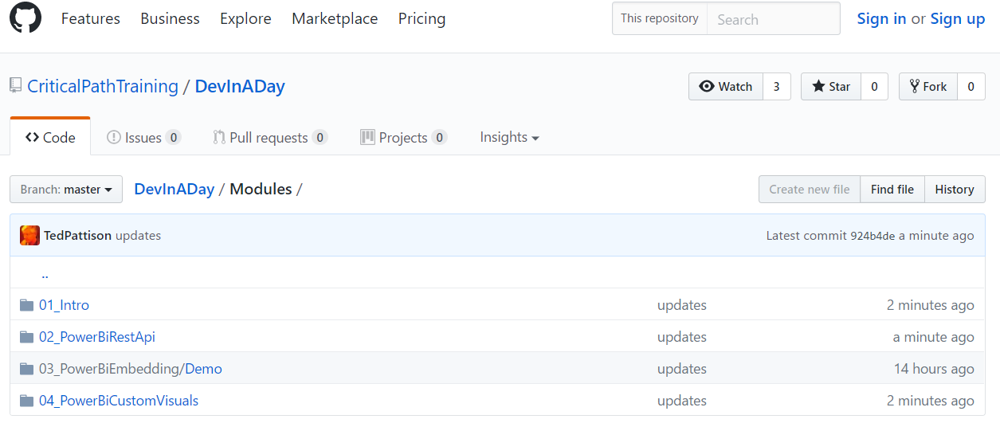 Features Business Explore Marketplace Pricing This repository Search Sign in or Sign up
CriticalPathTraining / DevInADay Watch 3 Star 0 Fork 0
Code Issues 0 Pull requests 0 Projects 0 Insights
Branch: master DevInADay / Modules / Create new file Find file History
TedPattison updates Latest commit 924b4de a minute ago
..
01_Intro updates 2 minutes ago
02_PowerBiRestApi updates a minute ago
03_PowerBiEmbedding/Demo updates 14 hours ago
04_PowerBiCustomVisuals updates 2 minutes ago